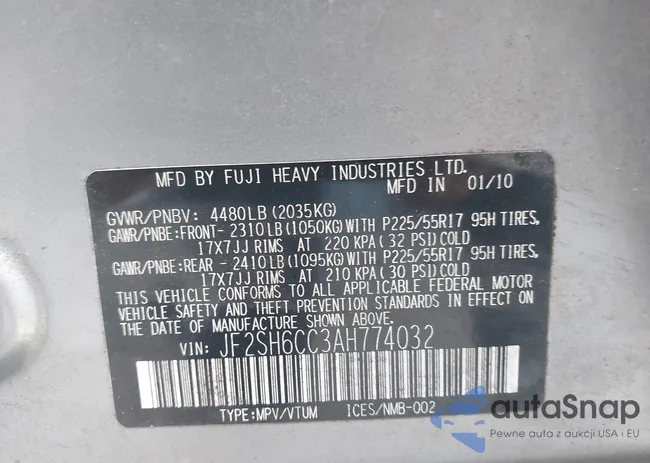 MFD BY FUJI HEAVY INDUSTRIES LTD.
MFD IN 01/10
GVWR/PNBV: 4480LB (2035KG)
GAWR/PNBE:FRONT- 2310LB (1050KG)WITH P225/55R17 95H TIRES,
17X7JJ RIMS AT 220 KPA (32 PSI) COLD
GAWR/PNBE:REAR - 2410LB (1095KG)WITH P225/55R17 95H TIRES,
17X7JJ RIMS AT 210 KPA (30 PSI) COLD
THIS VEHICLE CONFORMS TO ALL APPLICABLE FEDERAL MOTOR
VEHICLE SAFETY AND THEFT PREVENTION STANDARDS IN EFFECT
ON THE DATE OF MANUFACTURE SHOWN ABOVE.
VIN: JF2SH6CC3AH774032
TYPE:MPV/VTUM ICES/NMB-002
autoSnap
Pewne auta z aukcji USA i Kanady